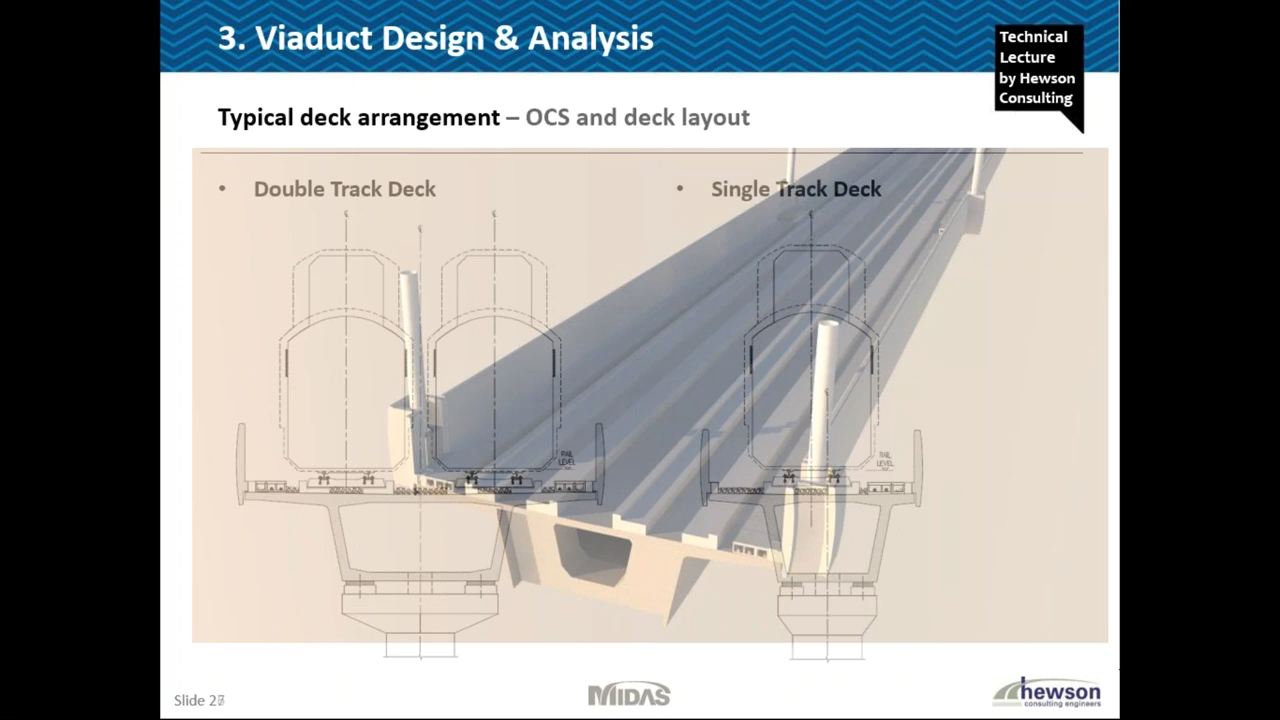 3. Viaduct Design & Analysis
Technical
Lecture
by Hewson
Consulting
Typical deck arrangement – OCS and deck layout
• Double Track Deck
• Single Track Deck
RAIL
LEVEL
RAIL
LEVEL
MIDAS
hewson
consulting engineers